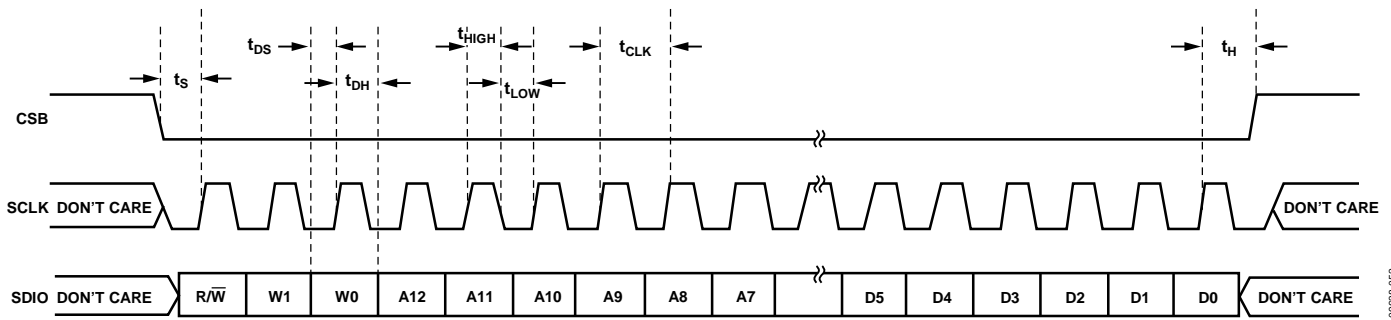 tDS
tHIGH
tCLK
tH
tS
tDH
tLOW
CSB
SCLK DON'T CARE
DON'T CARE
SDIO DON'T CARE
R/W̅
W1
W0
A12
A11
A10
A9
A8
A7
D5
D4
D3
D2
D1
D0
DON'T CARE